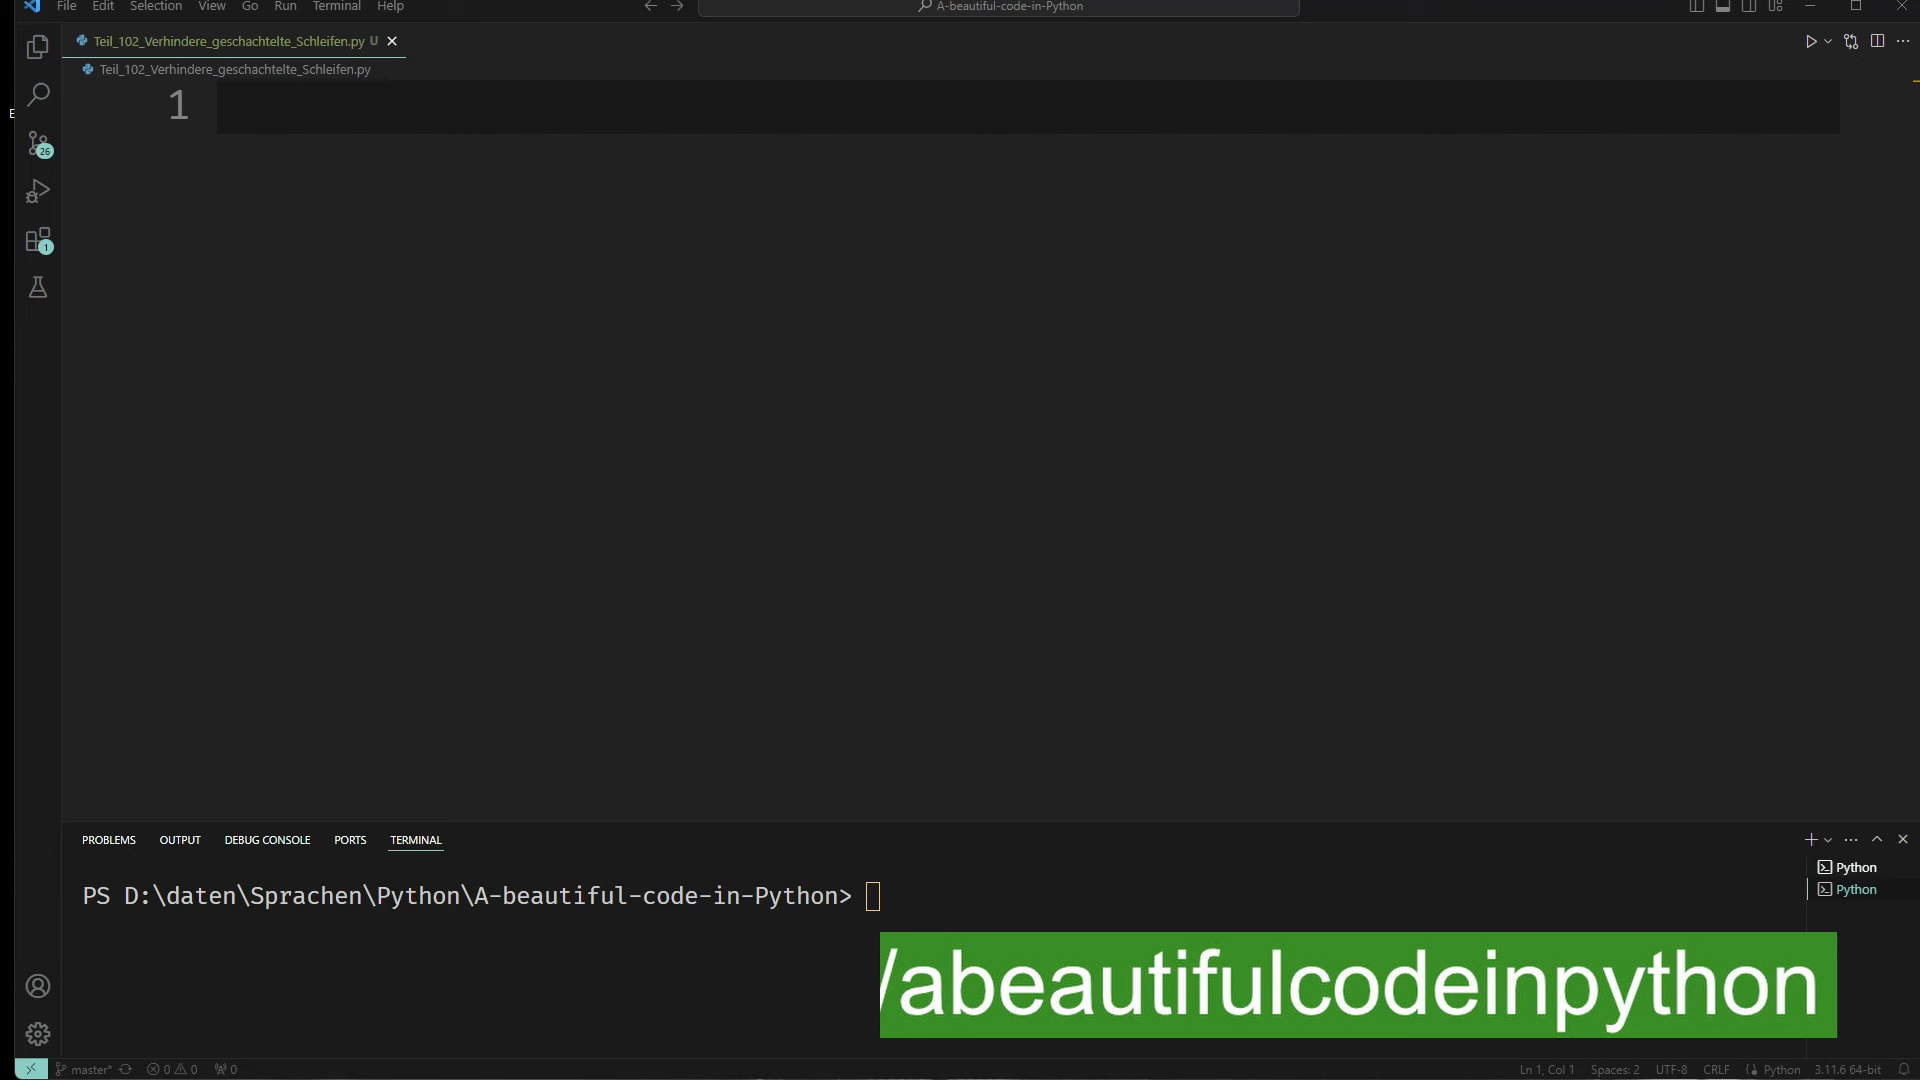 File Edit Selection View Go Run Terminal Help
A-beautiful-code-in-Python
Teil_102_Verhindere_geschachtelte_Schleifen.py U
Teil_102_Verhindere_geschachtelte_Schleifen.py
1
E
26
1
PROBLEMS OUTPUT DEBUG CONSOLE PORTS TERMINAL
Python
Python
PS D:\daten\Sprachen\Python\A-beautiful-code-in-Python>
/abeautifulcodeinpython
master* 0 0 0
Ln 1, Col 1 Spaces: 2 UTF-8 CRLF Python 3.11.6 64-bit